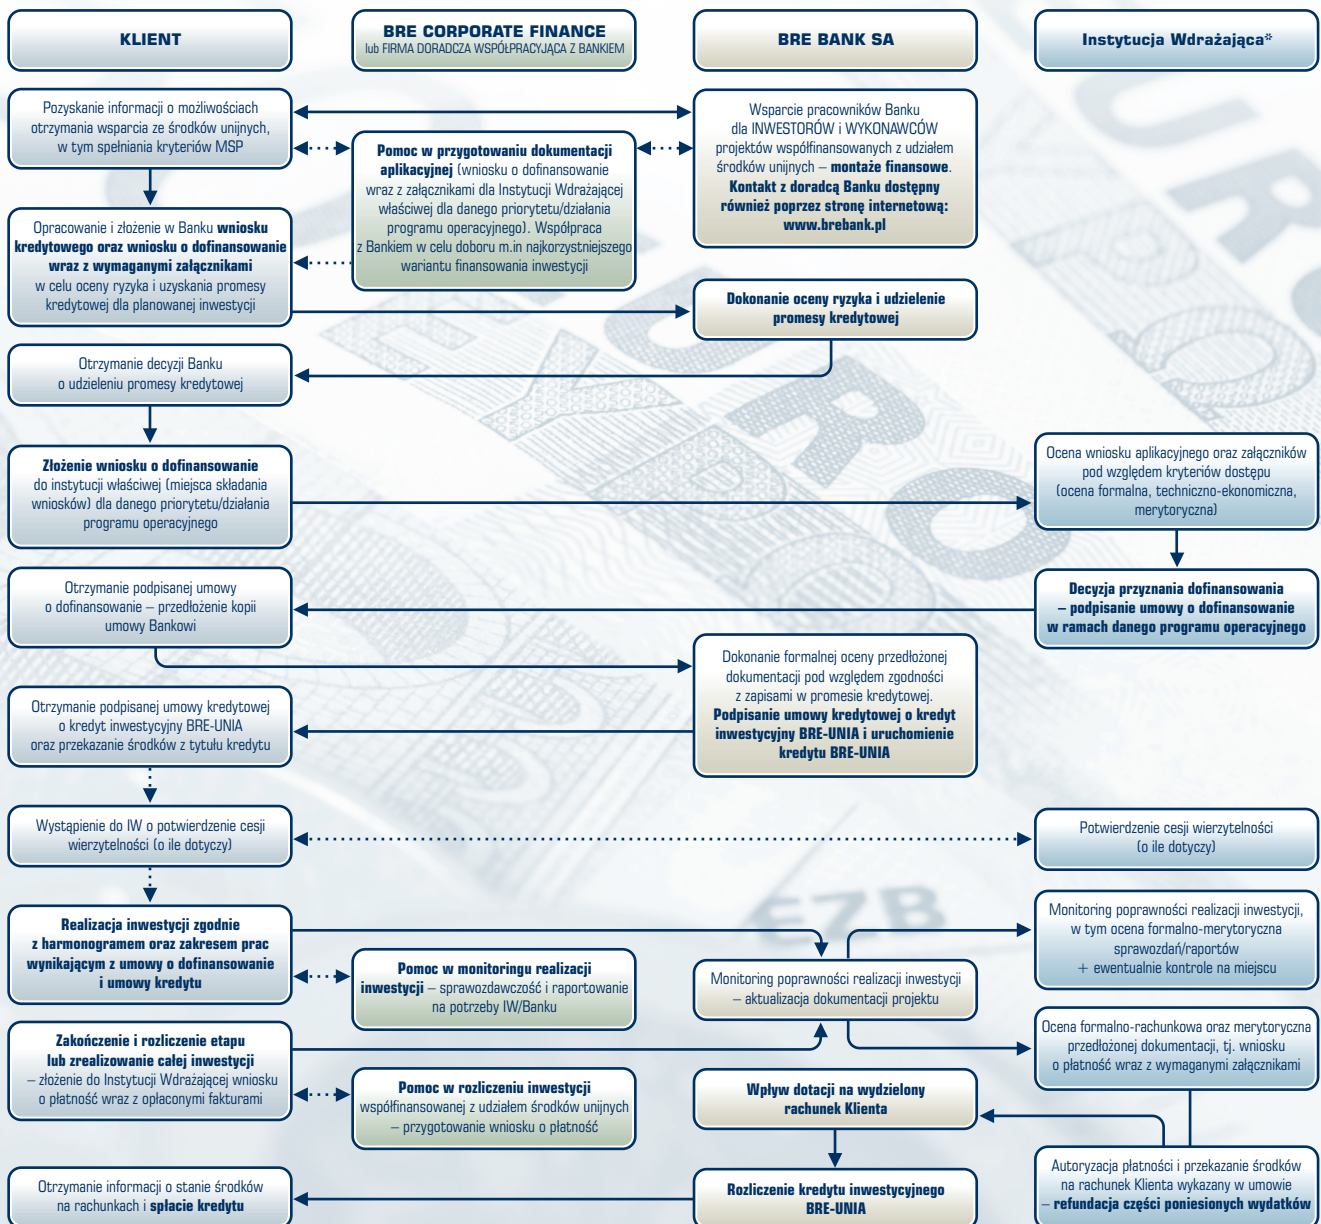 KLIENT
BRE CORPORATE FINANCE
lub FIRMA DORADCZA WSPÓŁPRACYJĄCA Z BANKIEM
BRE BANK SA
Instytucja Wdrażająca*
Pozyskanie informacji o możliwościach
otrzymania wsparcia ze środków unijnych,
w tym spełniania kryteriów MSP
Pomoc w przygotowaniu dokumentacji
aplikacyjnej (wniosku o dofinansowanie
wraz z załącznikami dla Instytucji Wdrażającej
właściwej dla danego priorytetu/działania
programu operacyjnego). Współpraca
z Bankiem w celu doboru m.in najkorzystniejszego
wariantu finansowania inwestycji
Wsparcie pracowników Banku
dla INWESTORÓW i WYKONAWCÓW
projektów współfinansowanych z udziałem
środków unijnych – montaże finansowe.
Kontakt z doradcą Banku dostępny
również poprzez stronę internetową:
www.brebank.pl
Opracowanie i złożenie w Banku wniosku
kredytowego oraz wniosku o dofinansowanie
wraz z wymaganymi załącznikami
w celu oceny ryzyka i uzyskania promesy
kredytowej dla planowanej inwestycji
Dokonanie oceny ryzyka i udzielenie
promesy kredytowej
Otrzymanie decyzji Banku
o udzieleniu promesy kredytowej
Złożenie wniosku o dofinansowanie
do instytucji właściwej (miejsca składania
wniosków) dla danego priorytetu/działania
programu operacyjnego
Ocena wniosku aplikacyjnego oraz załączników
pod względem kryteriów dostępu
(ocena formalna, techniczno-ekonomiczna,
merytoryczna)
Otrzymanie podpisanej umowy
o dofinansowanie – przedłożenie kopii
umowy Bankowi
Decyzja przyznania dofinansowania
– podpisanie umowy o dofinansowanie
w ramach danego programu operacyjnego
Dokonanie formalnej oceny przedłożonej
dokumentacji pod względem zgodności
z zapisami w promesie kredytowej.
Podpisanie umowy kredytowej o kredyt
inwestycyjny BRE-UNIA i uruchomienie
kredytu BRE-UNIA
Otrzymanie podpisanej umowy kredytowej
o kredyt inwestycyjny BRE-UNIA
oraz przekazanie środków z tytułu kredytu
Wystąpienie do IW o potwierdzenie cesji
wierzytelności (o ile dotyczy)
Potwierdzenie cesji wierzytelności
(o ile dotyczy)
Realizacja inwestycji zgodnie
z harmonogramem oraz zakresem prac
wynikającym z umowy o dofinansowanie
i umowy kredytu
Pomoc w monitoringu realizacji
inwestycji – sprawozdawczość i raportowanie
na potrzeby IW/Banku
Monitoring poprawności realizacji inwestycji
– aktualizacja dokumentacji projektu
Monitoring poprawności realizacji inwestycji,
w tym ocena formalno-merytoryczna
sprawozdań/raportów
+ ewentualnie kontrole na miejscu
Zakończenie i rozliczenie etapu
lub zrealizowanie całej inwestycji
– złożenie do Instytucji Wdrażającej wniosku
o płatność wraz z opłaconymi fakturami
Pomoc w rozliczeniu inwestycji
współfinansowanej z udziałem środków unijnych
– przygotowanie wniosku o płatność
Wpływ dotacji na wydzielony
rachunek Klienta
Ocena formalno-rachunkowa oraz merytoryczna
przedłożonej dokumentacji, tj. wniosku
o płatność wraz z wymaganymi załącznikami
Otrzymanie informacji o stanie środków
na rachunkach i spłacie kredytu
Rozliczenie kredytu inwestycyjnego
BRE-UNIA
Autoryzacja płatności i przekazanie środków
na rachunek Klienta wykazany w umowie
– refundacja części poniesionych wydatków
EURO
EYPO
EURO
EZB